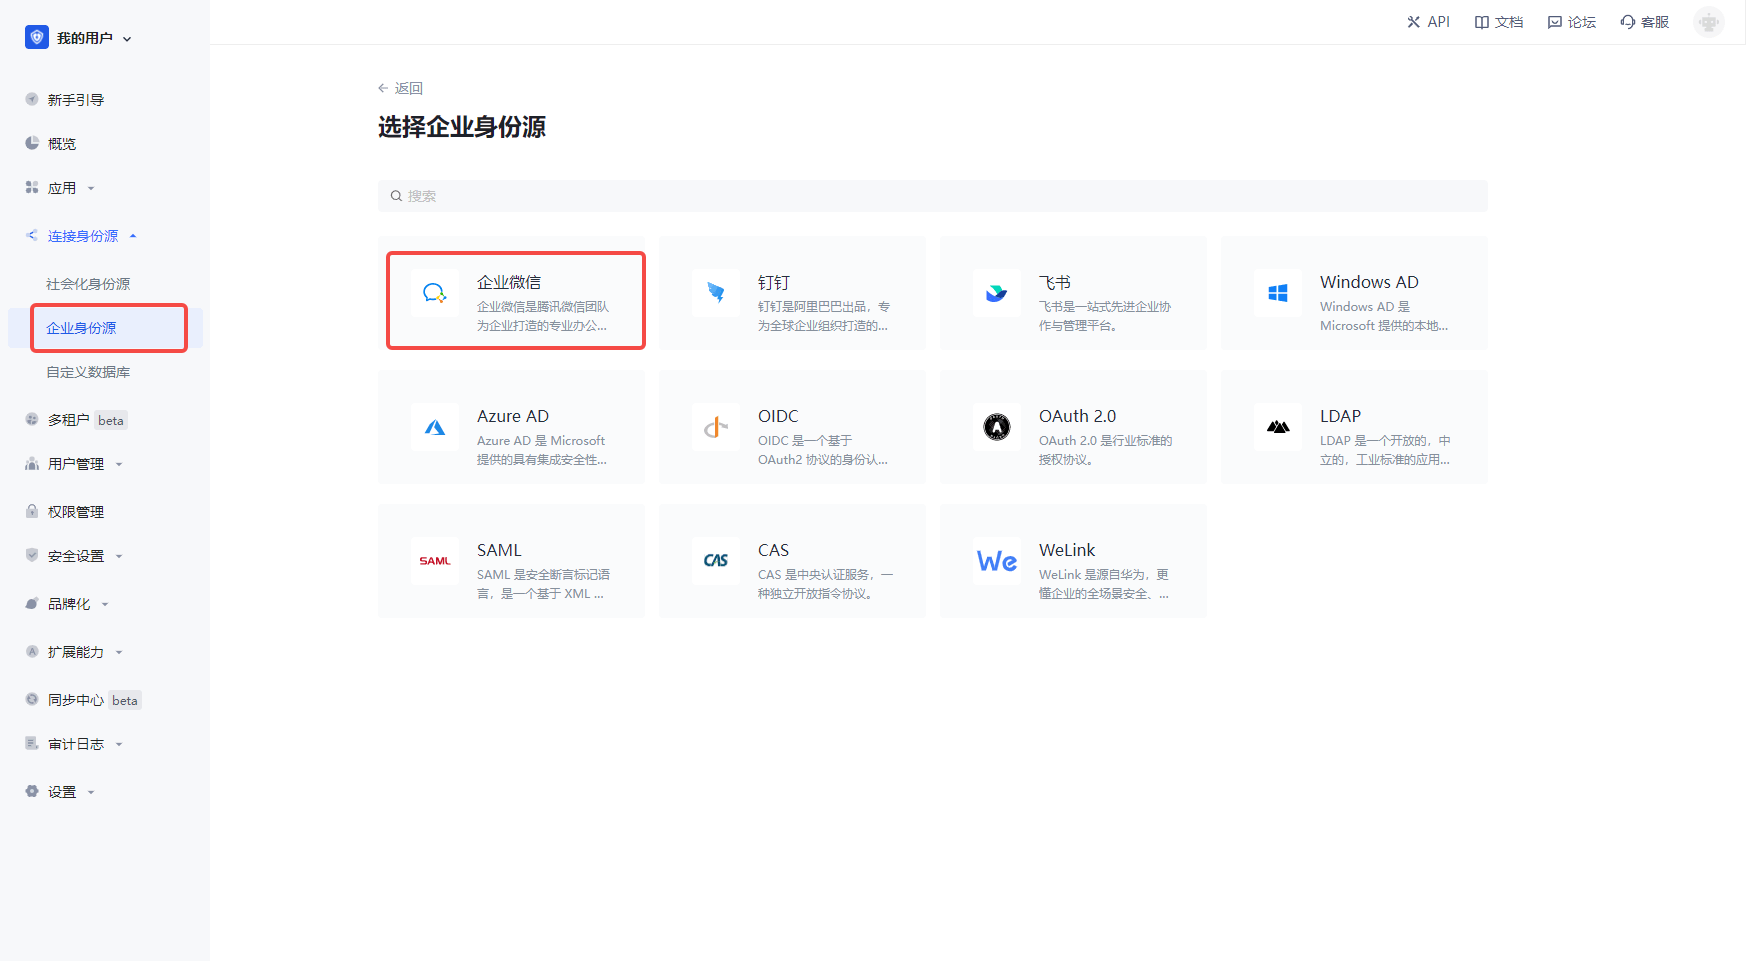 我的用户
新手引导
概览
应用
连接身份源
社会化身份源
企业身份源
自定义数据库
多租户 beta
用户管理
权限管理
安全设置
品牌化
扩展能力
同步中心 beta
审计日志
设置
API
文档
论坛
客服
返回
选择企业身份源
搜索
企业微信
企业微信是腾讯微信团队
为企业打造的专业办公...
钉钉
钉钉是阿里巴巴出品，专
为全球企业组织打造的...
飞书
飞书是一站式先进企业协
作与管理平台。
Windows AD
Windows AD 是
Microsoft 提供的本地...
Azure AD
Azure AD 是 Microsoft
提供的具有集成安全性...
OIDC
OIDC 是一个基于
OAuth2 协议的身份认...
OAuth 2.0
OAuth 2.0 是行业标准的
授权协议。
LDAP
LDAP 是一个开放的，中
立的，工业标准的应用...
SAML
SAML
SAML 是安全断言标记语
言，是一个基于 XML ...
CAS
CAS
CAS 是中央认证服务，一
种独立开放指令协议。
We
WeLink
WeLink 是源自华为，更
懂企业的全场景安全、...